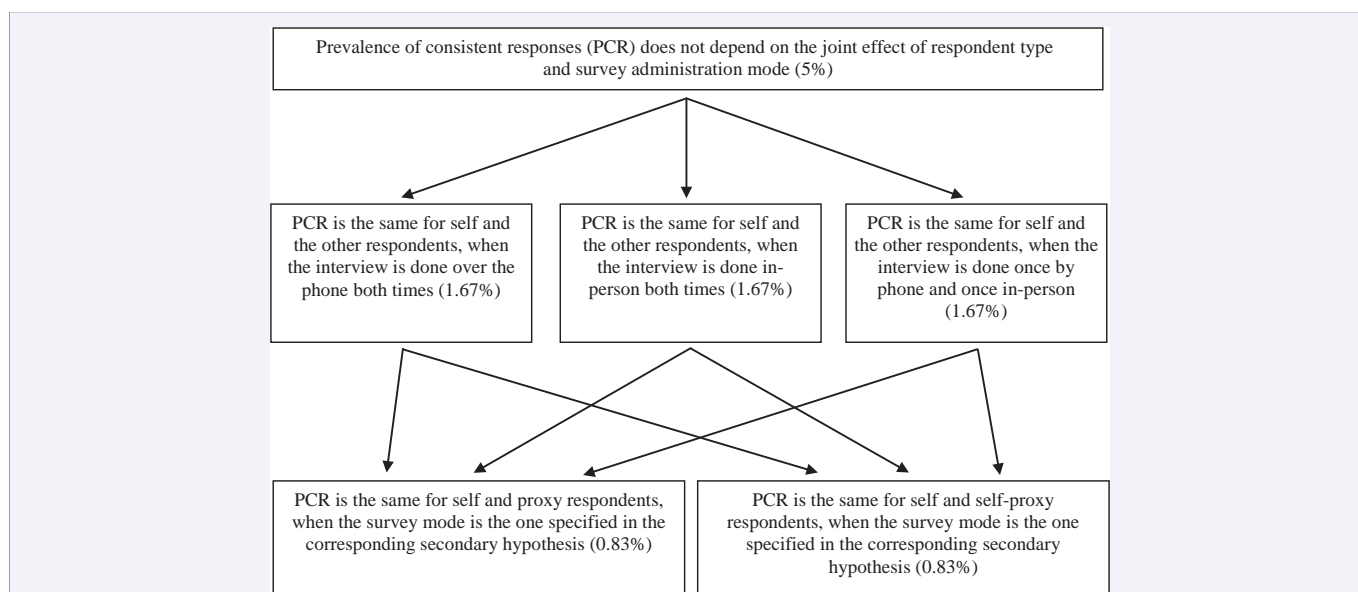 Prevalence of consistent responses (PCR) does not depend on the joint effect of respondent type
and survey administration mode (5%)
PCR is the same for self and
the other respondents, when
the interview is done over the
phone both times (1.67%)
PCR is the same for self and
the other respondents, when
the interview is done in-
person both times (1.67%)
PCR is the same for self and
the other respondents, when the
interview is done once by
phone and once in-person
(1.67%)
PCR is the same for self and proxy respondents,
when the survey mode is the one specified in the
corresponding secondary hypothesis (0.83%)
PCR is the same for self and self-proxy
respondents, when the survey mode is the one
specified in the corresponding secondary
hypothesis (0.83%)